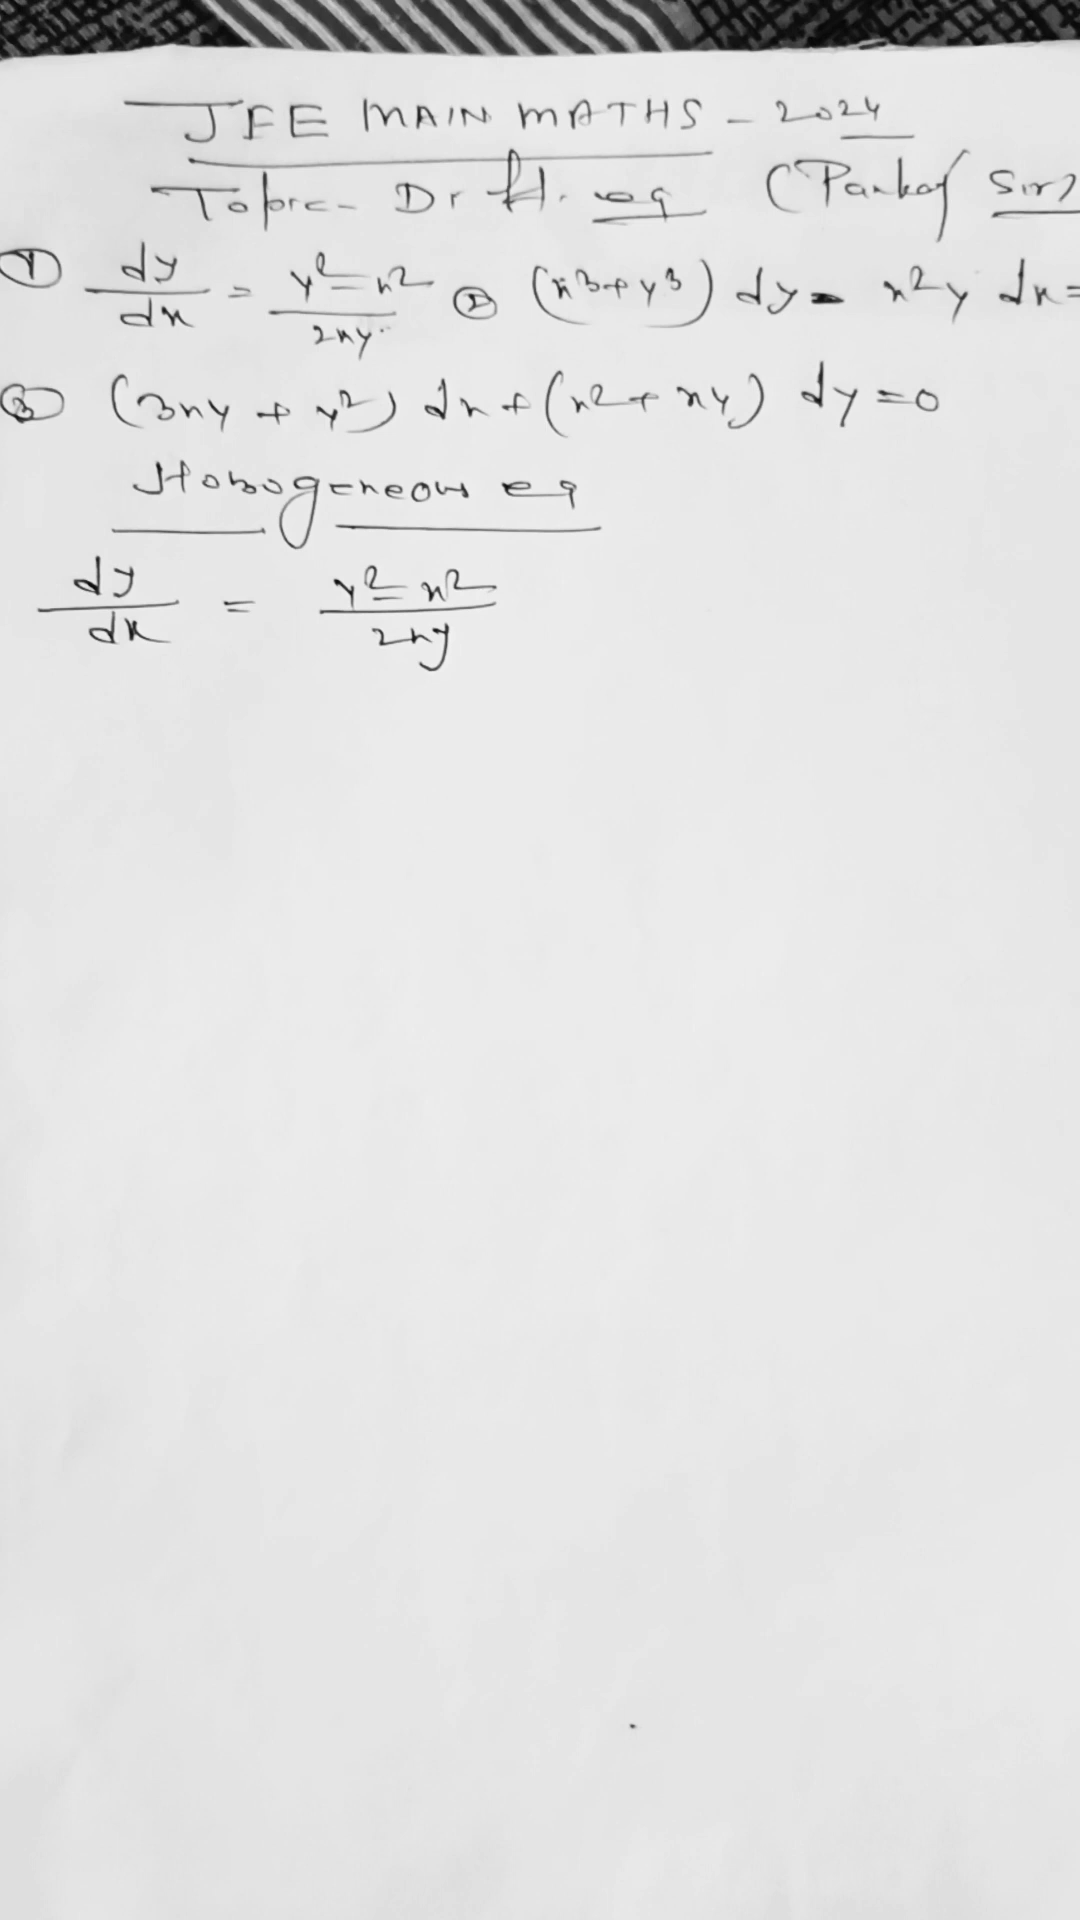 JEE MAIN MATHS - 2024
Topic - Diff. eq (Pankaj Sir)
① dy/dx = y²-x²/2xy ② (x³+y³) dy - x²y dx =
③ (3xy + y²) dx + (x² + xy) dy = 0
Homogeneous eq
dy/dx = y²-x²/2xy